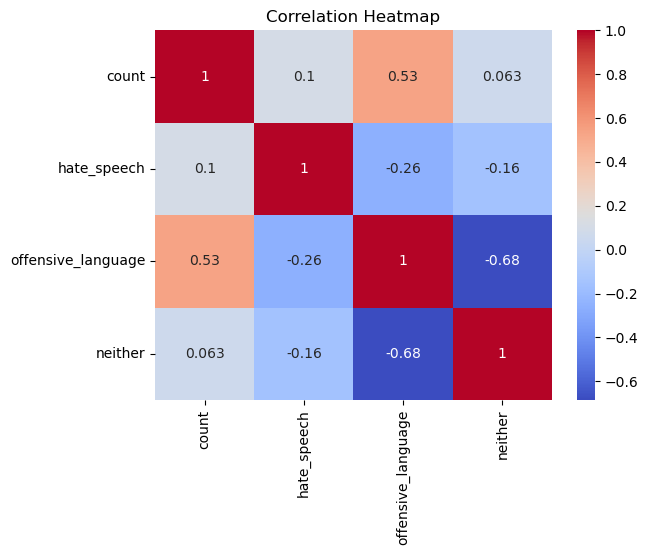 Correlation Heatmap
count 1 0.1 0.53 0.063
hate_speech 0.1 1 -0.26 -0.16
offensive_language 0.53 -0.26 1 -0.68
neither 0.063 -0.16 -0.68 1
count hate_speech offensive_language neither
1.0
0.8
0.6
0.4
0.2
0.0
−0.2
−0.4
−0.6